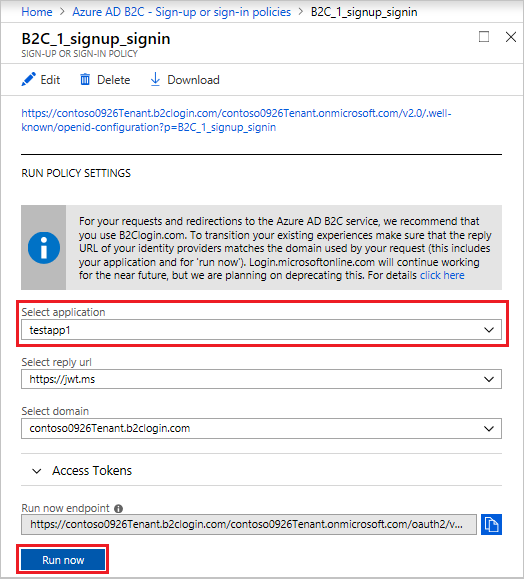 Home > Azure AD B2C - Sign-up or sign-in policies > B2C_1_signup_signin
B2C_1_signup_signin
SIGN-UP OR SIGN-IN POLICY
Edit Delete Download
https://contoso0926Tenant.b2clogin.com/contoso0926Tenant.onmicrosoft.com/v2.0/.well-
known/openid-configuration?p=B2C_1_signup_signin
RUN POLICY SETTINGS
For your requests and redirections to the Azure AD B2C service, we recommend that
you use B2Clogin.com. To transition your existing experiences make sure that the reply
URL of your identity providers matches the domain used by your request (this includes
your application and for 'run now'). Login.microsoftonline.com will continue working
for the near future, but we are planning on deprecating this. For details click here
Select application
testapp1
Select reply url
https://jwt.ms
Select domain
contoso0926Tenant.b2clogin.com
Access Tokens
Run now endpoint
https://contoso0926Tenant.b2clogin.com/contoso0926Tenant.onmicrosoft.com/oauth2/v...
Run now